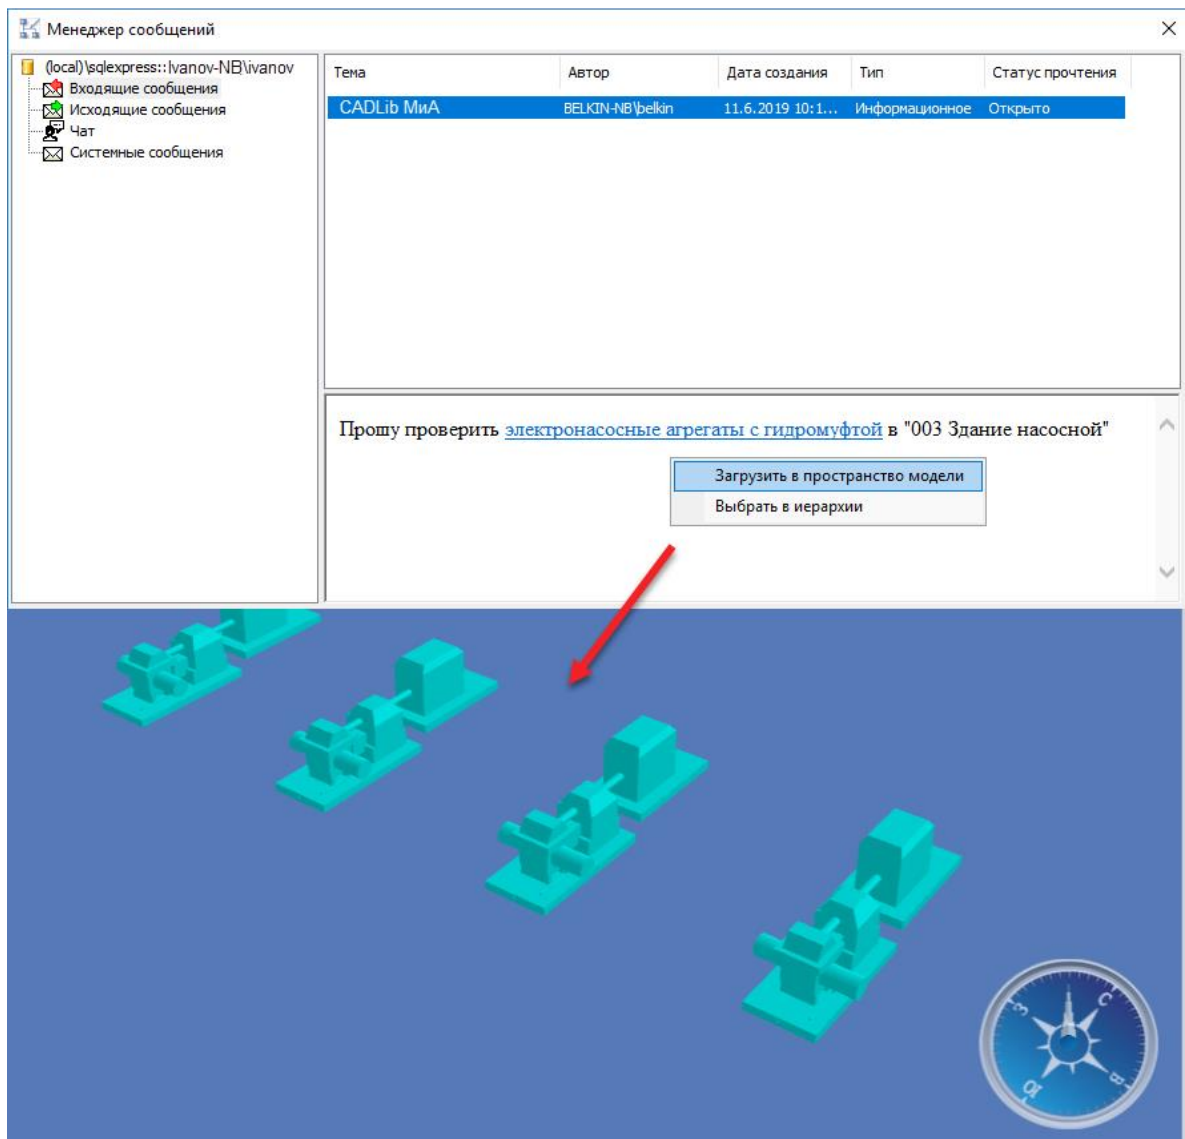 Менеджер сообщений
(local)\sqlexpress::Ivanov-NB\ivanov
Входящие сообщения
Исходящие сообщения
Чат
Системные сообщения
Тема Автор Дата создания Тип Статус прочтения
CADLib МиА BELKIN-NB\belkin 11.6.2019 10:1... Информационное Открыто
Прошу проверить электронасосные агрегаты с гидромуфтой в "003 Здание насосной"
Загрузить в пространство модели
Выбрать в иерархии
З С
Ю В